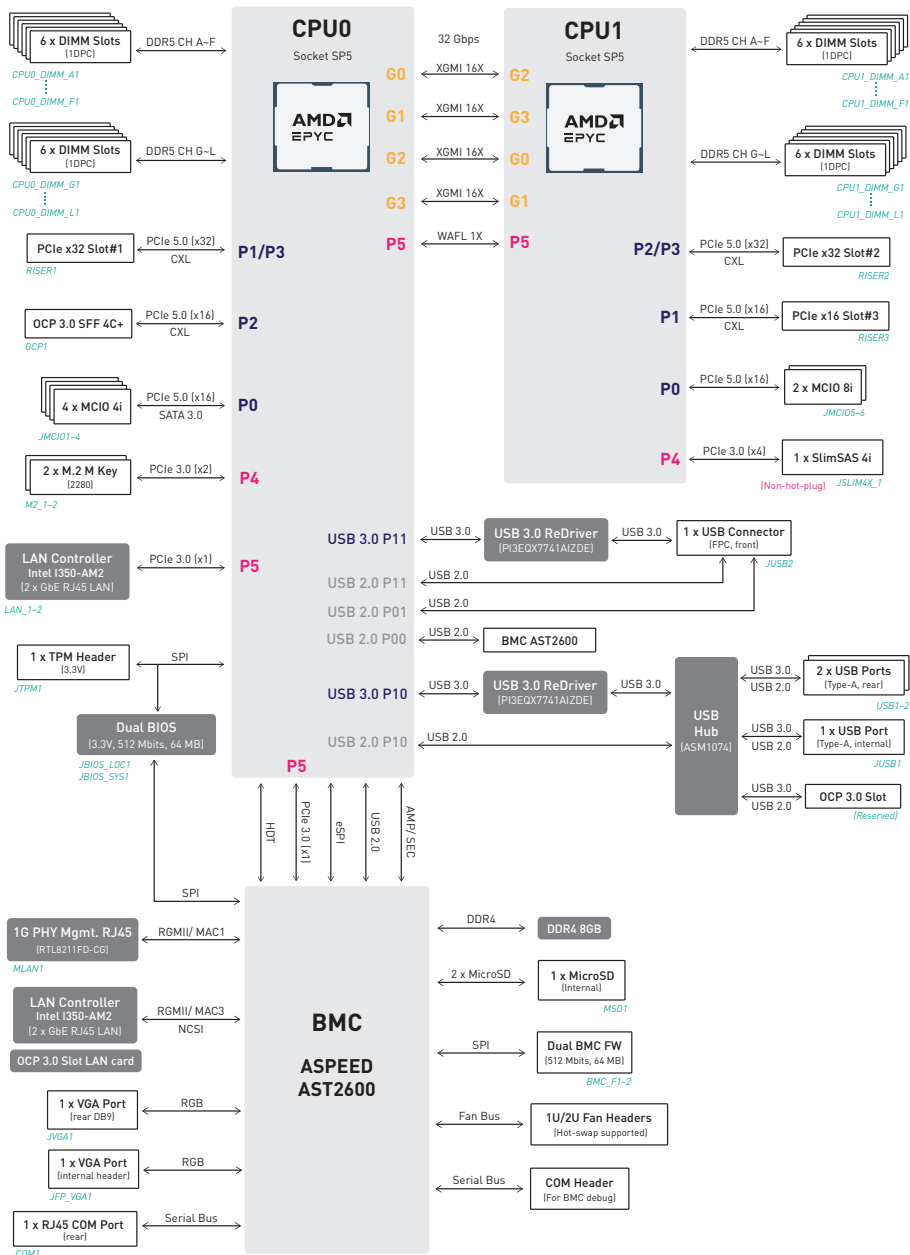 CPU0
Socket SP5
AMD
EPYC
CPU1
Socket SP5
AMD
EPYC
32 Gbps
G0
XGMI 16X
G2
G1
XGMI 16X
G3
G2
XGMI 16X
G0
G3
XGMI 16X
G1
P5
WAFL 1X
P5
6 x DIMM Slots
(1DPC)
DDR5 CH A~F
CPU0_DIMM_A1
CPU0_DIMM_F1
6 x DIMM Slots
(1DPC)
DDR5 CH G~L
CPU0_DIMM_G1
CPU0_DIMM_L1
PCIe x32 Slot#1
RISER1
PCIe 5.0 (x32)
CXL
P1/P3
OCP 3.0 SFF 4C+
OCP1
PCIe 5.0 (x16)
CXL
P2
4 x MCIO 4i
JMCIO1~4
PCIe 5.0 (x16)
SATA 3.0
P0
2 x M.2 M Key
(2280)
M2_1~2
PCIe 3.0 (x2)
P4
LAN Controller
Intel I350-AM2
(2 x GbE RJ45 LAN)
LAN_1~2
PCIe 3.0 (x1)
P5
1 x TPM Header
(3.3V)
JTPM1
SPI
Dual BIOS
(3.3V, 512 Mbits, 64 MB)
JBIOS_LOC1
JBIOS_SYS1
SPI
DDR5 CH A~F
6 x DIMM Slots
(1DPC)
CPU1_DIMM_A1
CPU1_DIMM_F1
DDR5 CH G~L
6 x DIMM Slots
(1DPC)
CPU1_DIMM_G1
CPU1_DIMM_L1
P2/P3
PCIe 5.0 (x32)
CXL
PCIe x32 Slot#2
RISER2
P1
PCIe 5.0 (x16)
CXL
PCIe x16 Slot#3
RISER3
P0
PCIe 5.0 (x16)
2 x MCIO 8i
JMCIO5~6
P4
PCIe 3.0 (x4)
1 x SlimSAS 4i
(Non-hot-plug)
JSLIM4X_1
USB 3.0 P11
USB 3.0
USB 3.0 ReDriver
(PI3EQX7741AIZDE)
USB 3.0
1 x USB Connector
(FPC, front)
JUSB2
USB 2.0 P11
USB 2.0
USB 2.0 P01
USB 2.0
USB 2.0 P00
USB 2.0
BMC AST2600
USB 3.0 P10
USB 3.0
USB 3.0 ReDriver
(PI3EQX7741AIZDE)
USB 3.0
USB 2.0 P10
USB 2.0
USB
Hub
(ASM1074)
USB 3.0
USB 2.0
2 x USB Ports
(Type-A, rear)
USB1~2
USB 3.0
USB 2.0
1 x USB Port
(Type-A, internal)
JUSB1
USB 3.0
USB 2.0
OCP 3.0 Slot
(Reserved)
P5
HDT
PCIe 3.0 (x1)
eSPI
USB 2.0
AMP/ SEC
BMC
ASPEED
AST2600
1G PHY Mgmt. RJ45
(RTL8211FD-CG)
MLAN1
RGMII/ MAC1
LAN Controller
Intel I350-AM2
(2 x GbE RJ45 LAN)
RGMII/ MAC3
NCSI
OCP 3.0 Slot LAN card
1 x VGA Port
(rear DB9)
JVGA1
RGB
1 x VGA Port
(internal header)
JFP_VGA1
RGB
1 x RJ45 COM Port
(rear)
COM1
Serial Bus
DDR4
DDR4 8GB
2 x MicroSD
1 x MicroSD
(Internal)
MSD1
SPI
Dual BMC FW
(512 Mbits, 64 MB)
BMC_F1~2
Fan Bus
1U/2U Fan Headers
(Hot-swap supported)
Serial Bus
COM Header
(For BMC debug)